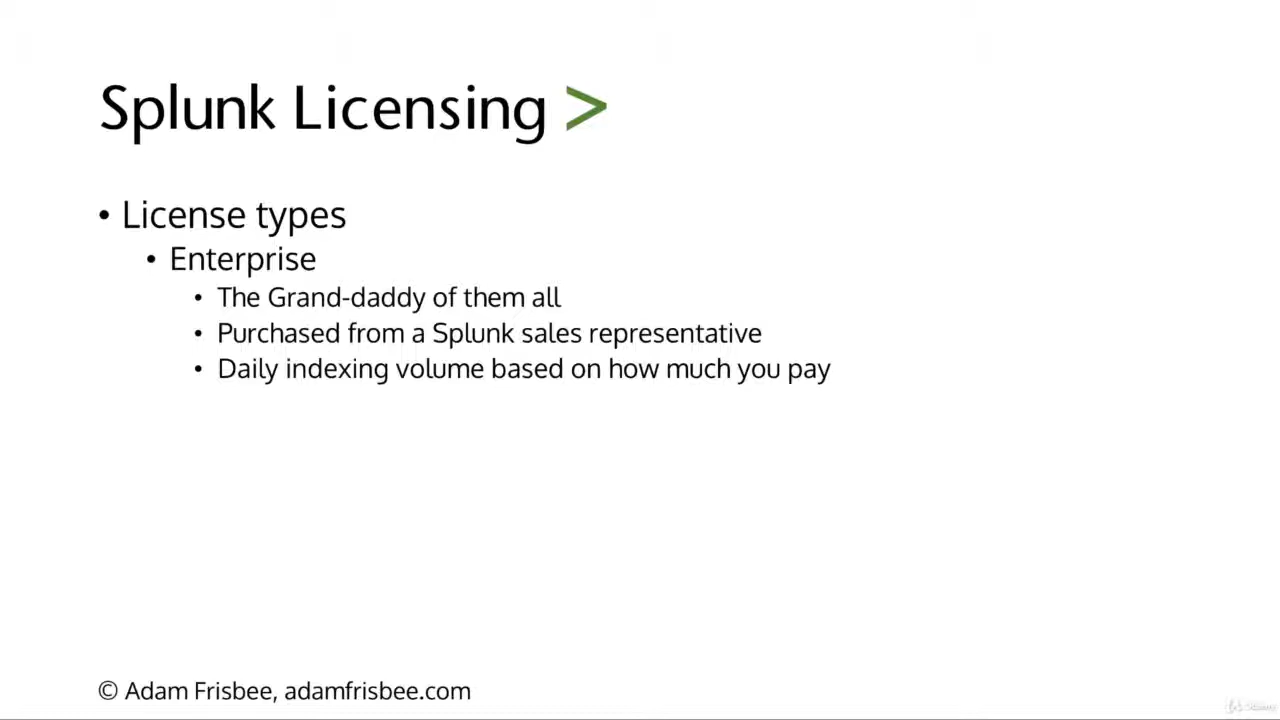 Splunk Licensing >
• License types
• Enterprise
• The Grand-daddy of them all
• Purchased from a Splunk sales representative
• Daily indexing volume based on how much you pay
© Adam Frisbee, adamfrisbee.com